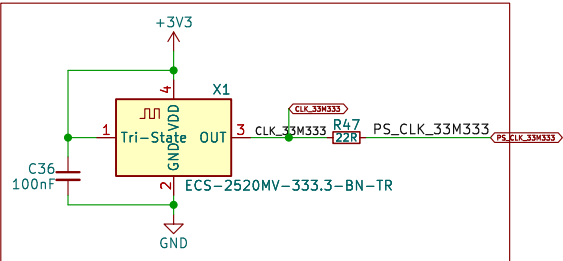 +3V3
4
X1
CLK_33M333
1
Tri-State
GND
VDD
OUT
3
CLK_33M333
R47
22R
PS_CLK_33M333
PS_CLK_33M333
C36
100nF
2
ECS-2520MV-333.3-BN-TR
GND